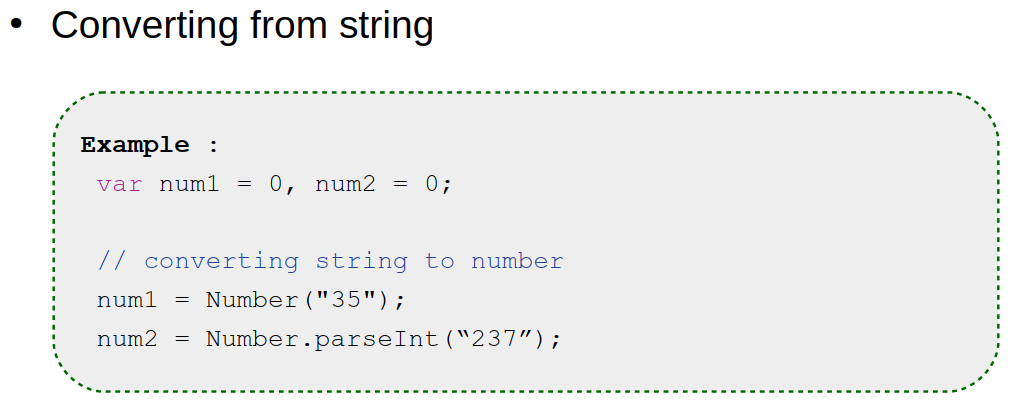 • Converting from string
Example :
var num1 = 0, num2 = 0;
// converting string to number
num1 = Number("35");
num2 = Number.parseInt(“237”);